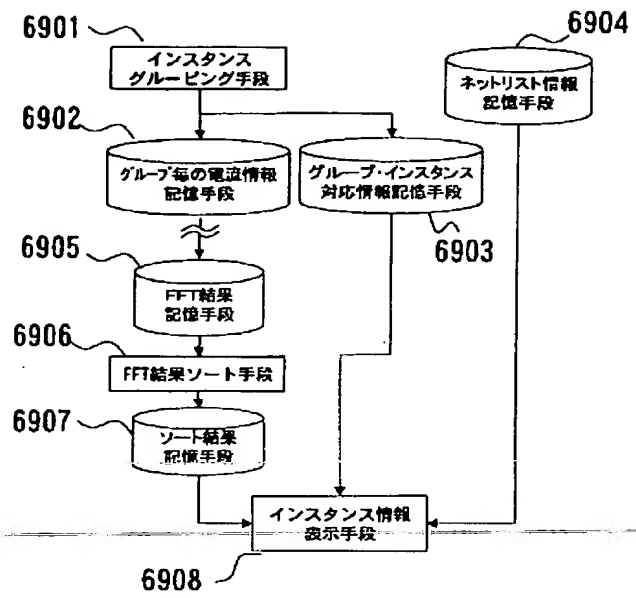 6901
インスタンス
グルーピング手段
6904
ネットリスト情報
記憶手段
6902
グループ毎の電流情報
記憶手段
グループ・インスタンス
対応情報記憶手段
6903
6905
FFT結果
記憶手段
6906
FFT結果ソート手段
6907
ソート結果
記憶手段
インスタンス情報
表示手段
6908